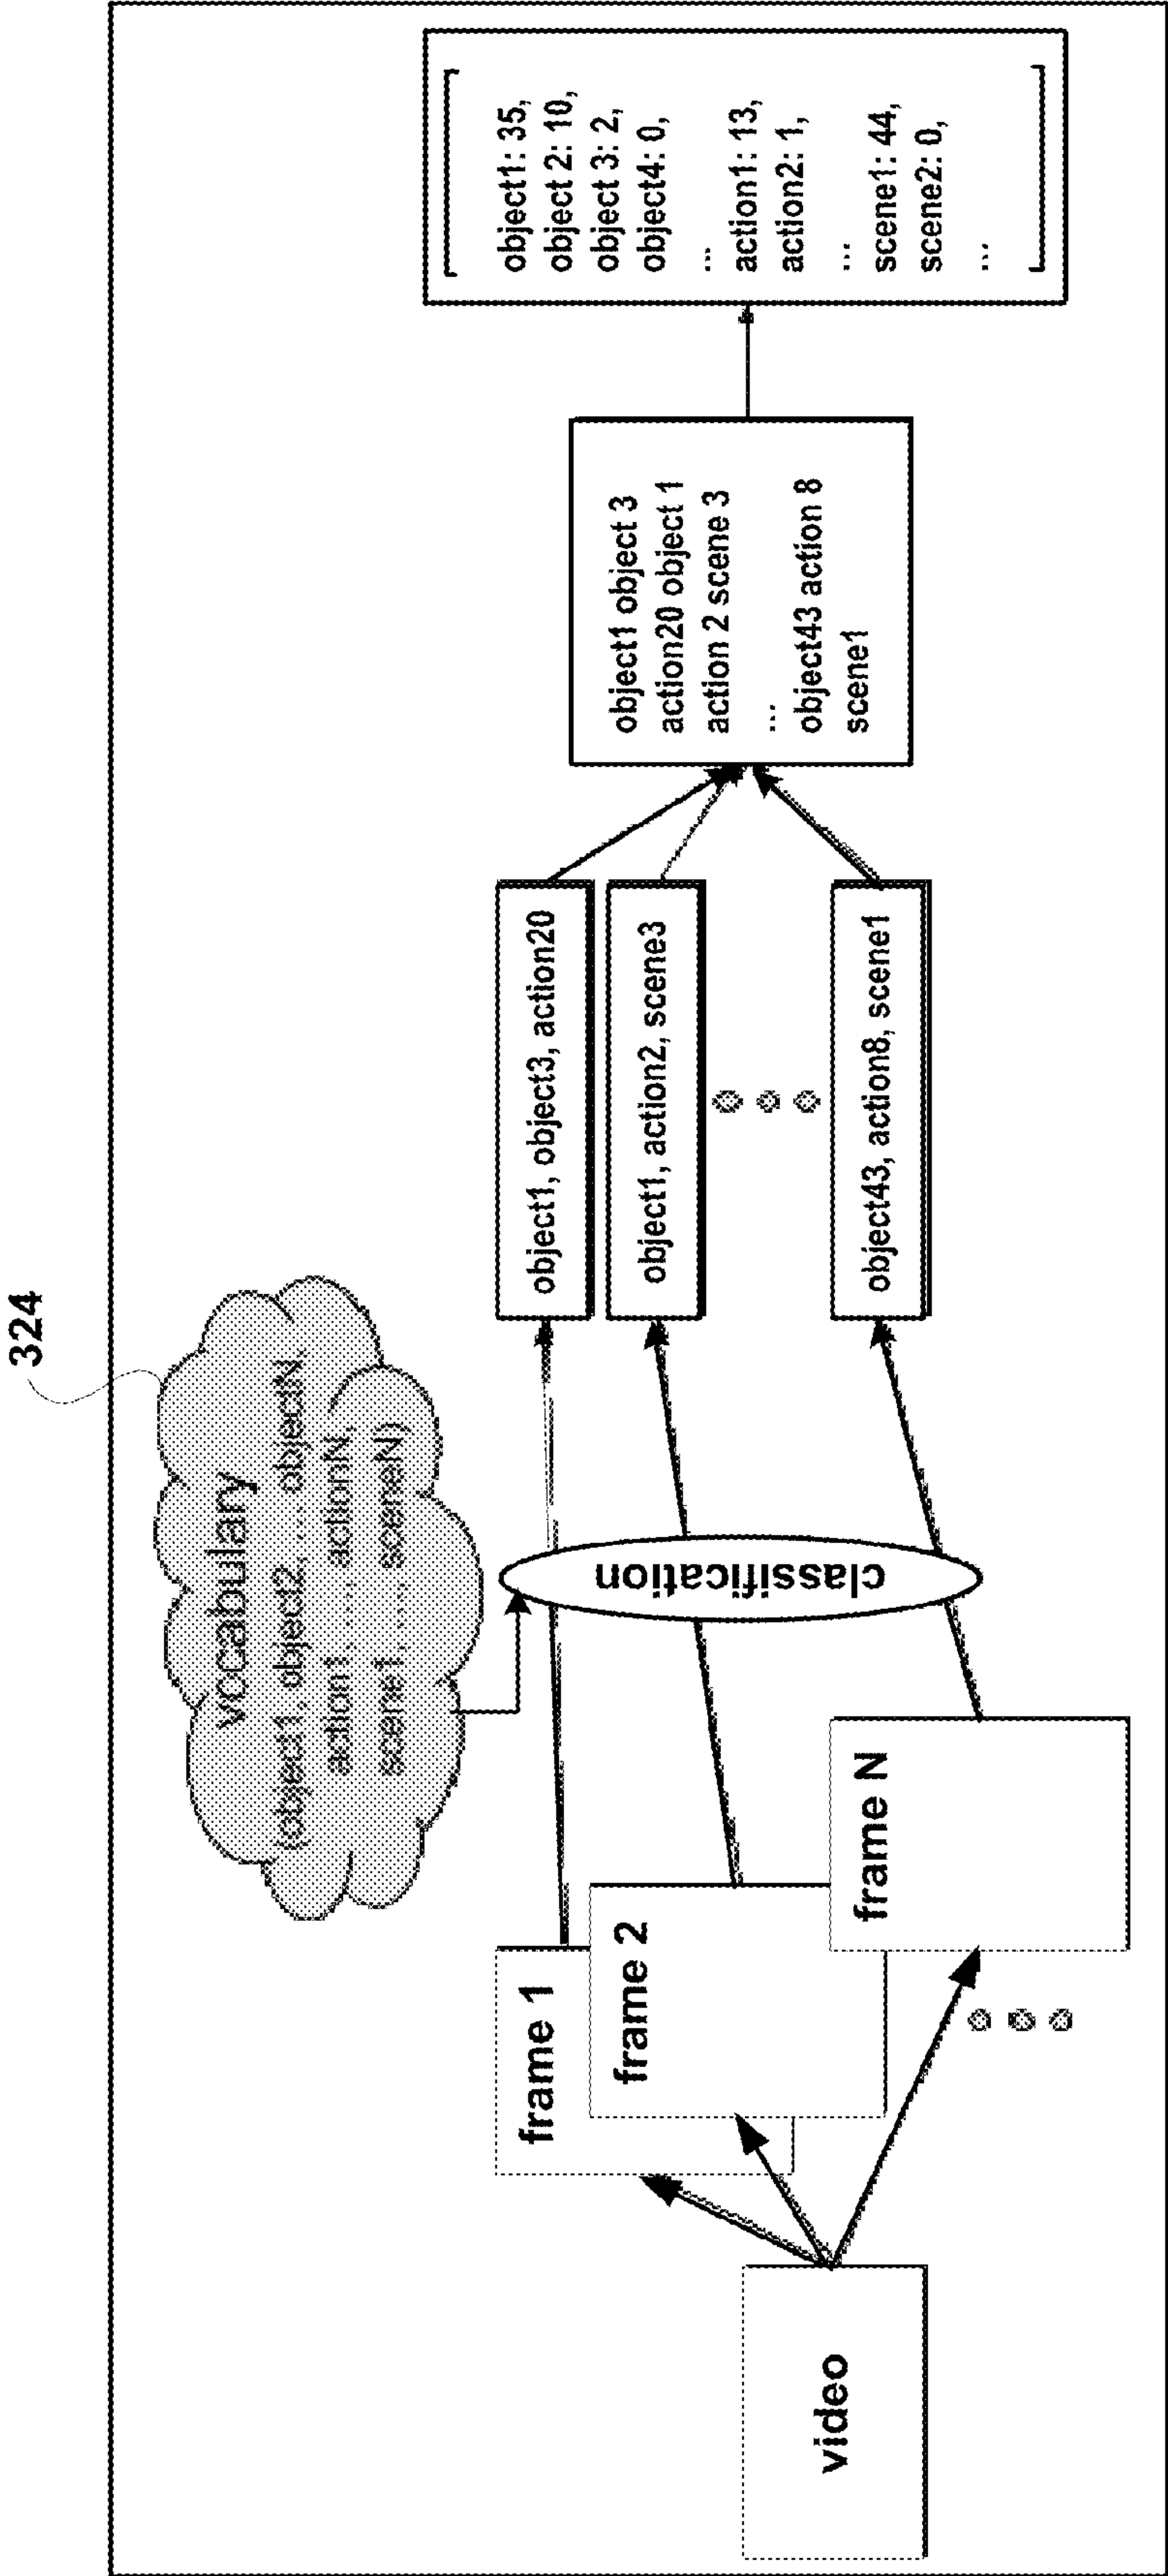 324
vocabulary
(object1, object2, ... objectN,
action1, ... actionN,
scene1, ... sceneN)
video
frame 1
frame 2
frame N
classification
object1, object3, action20
object1, action2, scene3
object43, action8, scene1
object1 object 3
action20 object 1
action 2 scene 3
...
object43 action 8
scene1
object1: 35,
object 2: 10,
object 3: 2,
object4: 0,
...
action1: 13,
action2: 1,
...
scene1: 44,
scene2: 0,
...